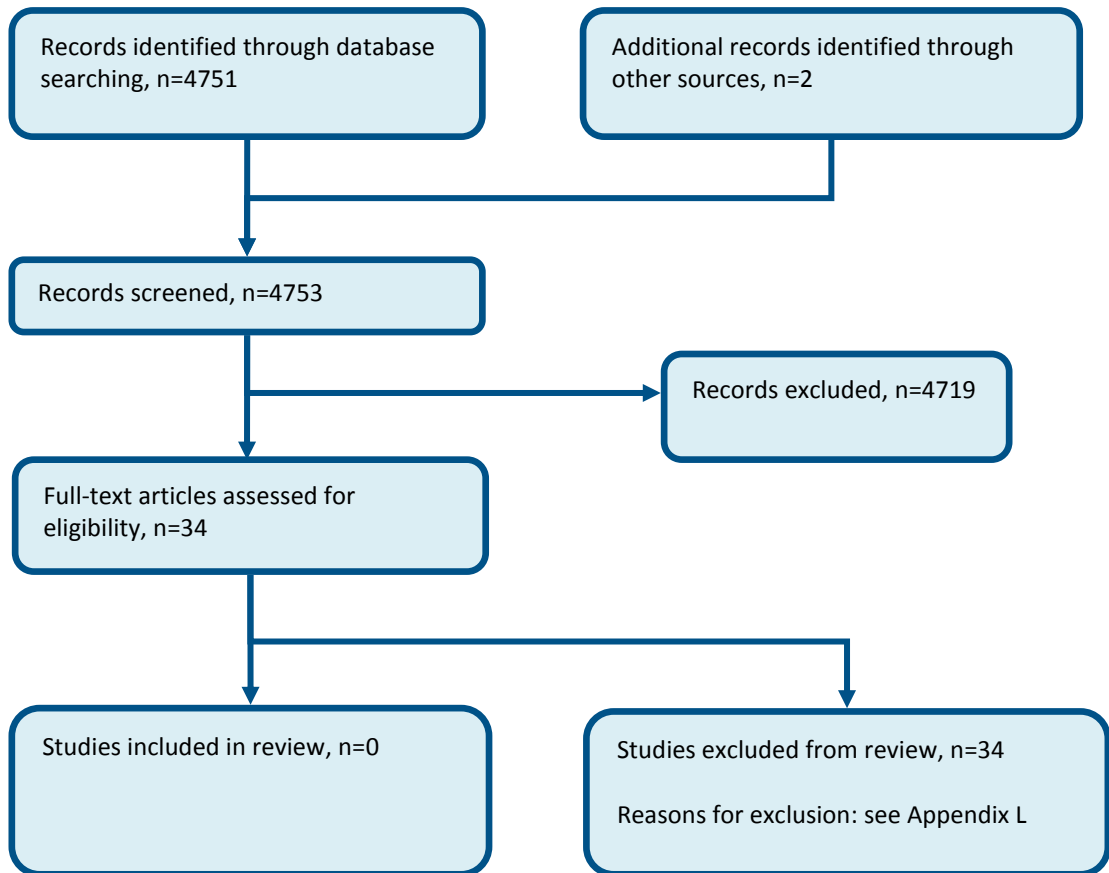 Records identified through database
searching, n=4751
Additional records identified through
other sources, n=2
Records screened, n=4753
Records excluded, n=4719
Full-text articles assessed for
eligibility, n=34
Studies included in review, n=0
Studies excluded from review, n=34
Reasons for exclusion: see Appendix L